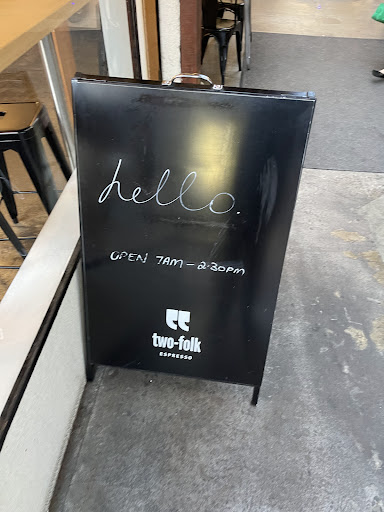 hello.
OPEN 7AM – 2:30PM
two-folk
ESPRESSO